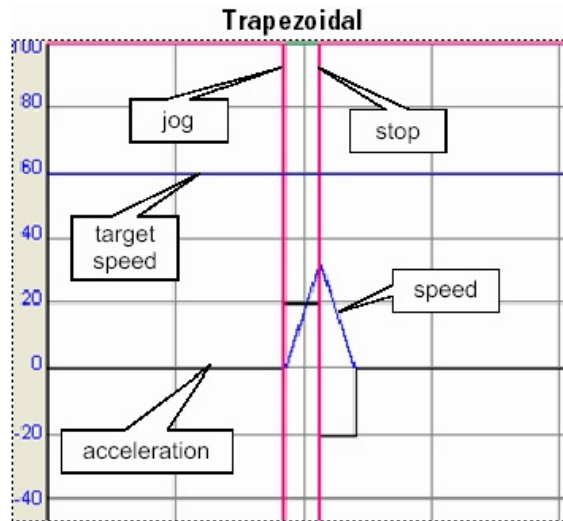 Trapezoidal
100
80
jog
stop
60
40
target
speed
speed
20
0
acceleration
-20
-40